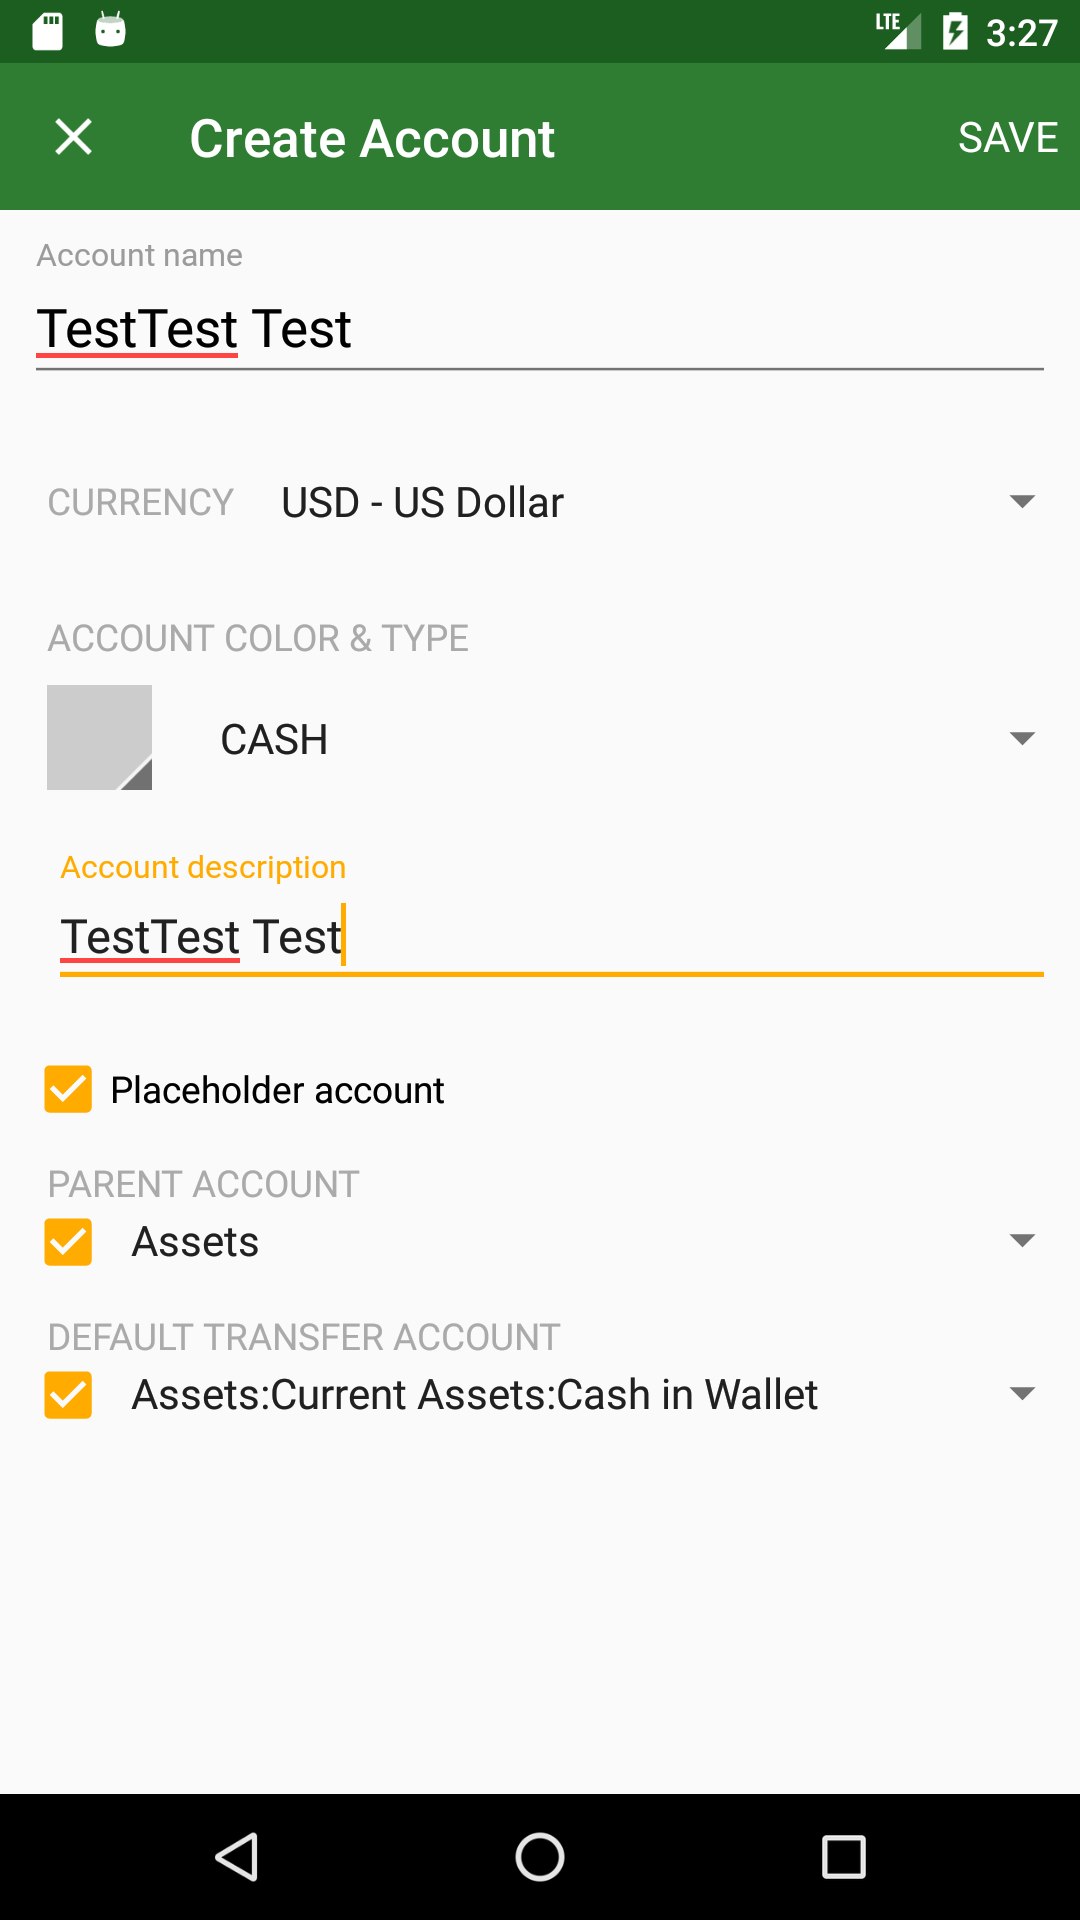 LTE 3:27
Create Account SAVE
Account name
TestTest Test
CURRENCY USD - US Dollar
ACCOUNT COLOR & TYPE
CASH
Account description
TestTest Test
Placeholder account
PARENT ACCOUNT
Assets
DEFAULT TRANSFER ACCOUNT
Assets:Current Assets:Cash in Wallet